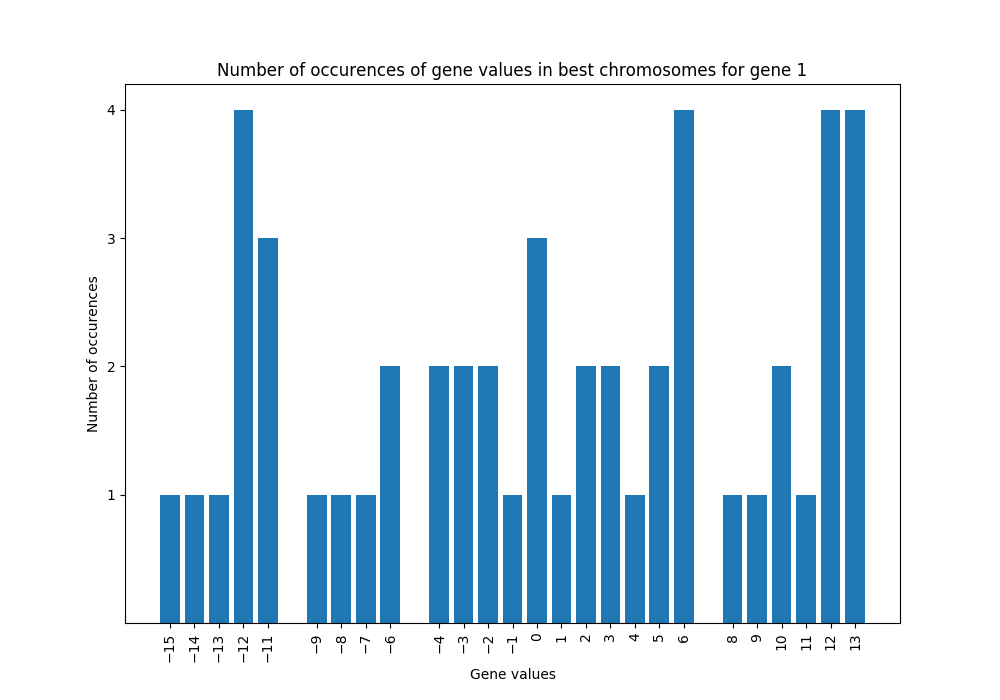 Number of occurences of gene values in best chromosomes for gene 1
4
3
2
1
Number of occurences
−15 −14 −13 −12 −11 −9 −8 −7 −6 −4 −3 −2 −1 0 1 2 3 4 5 6 8 9 10 11 12 13
Gene values